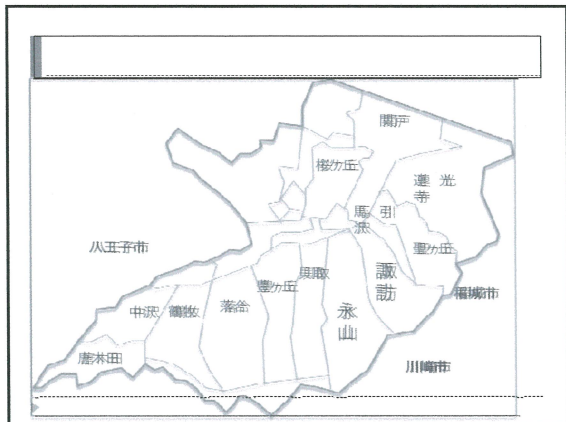 関戸
桜ケ丘
連光
寺
馬引
沢
聖ケ丘
八王子市
諏
訪
貝取
豊ケ丘
稲城市
落合
永
山
中沢
鶴牧
唐木田
川崎市